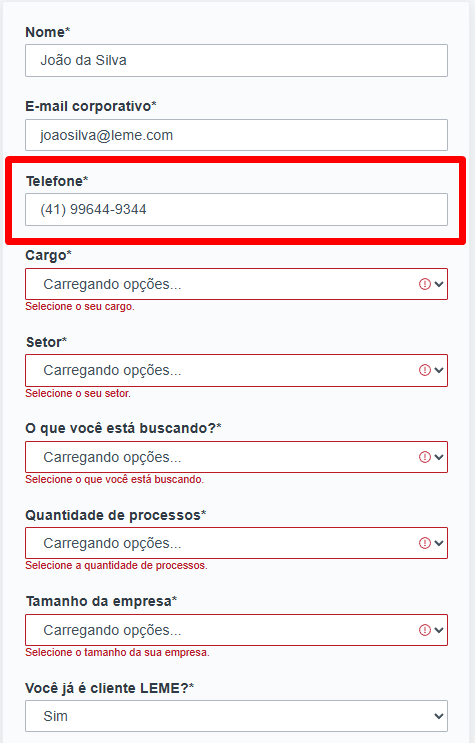 Nome*
João da Silva
E-mail corporativo*
joaosilva@leme.com
Telefone*
(41) 99644-9344
Cargo*
Carregando opções...
Selecione o seu cargo.
Setor*
Carregando opções...
Selecione o seu setor.
O que você está buscando?*
Carregando opções...
Selecione o que você está buscando.
Quantidade de processos*
Carregando opções...
Selecione a quantidade de processos.
Tamanho da empresa*
Carregando opções...
Selecione o tamanho da sua empresa.
Você já é cliente LEME?*
Sim